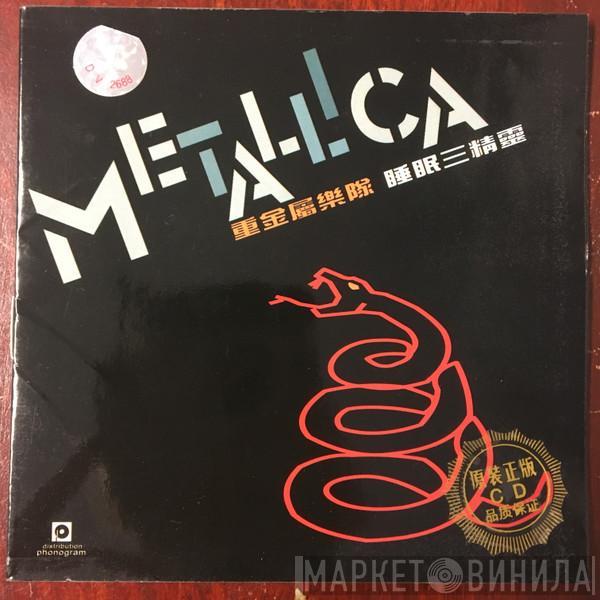 D V 2688
METALLICA
重金屬樂隊 睡眠三精靈
原装正版
CD
品质保证
distribution
phonogram
МАРКЕТ ВИНИЛА